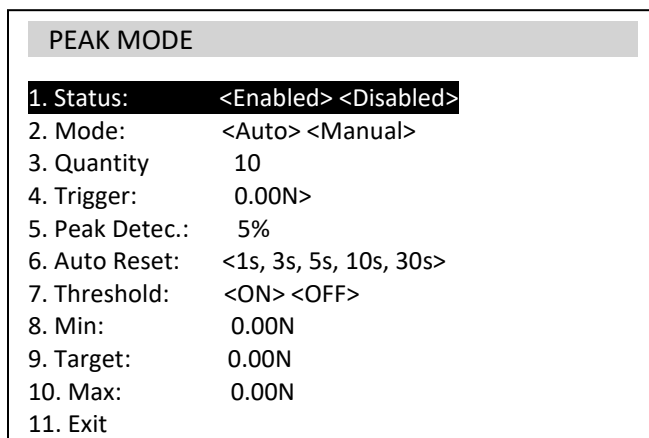 PEAK MODE
1. Status: <Enabled> <Disabled>
2. Mode: <Auto> <Manual>
3. Quantity 10
4. Trigger: 0.00N>
5. Peak Detec.: 5%
6. Auto Reset: <1s, 3s, 5s, 10s, 30s>
7. Threshold: <ON> <OFF>
8. Min: 0.00N
9. Target: 0.00N
10. Max: 0.00N
11. Exit